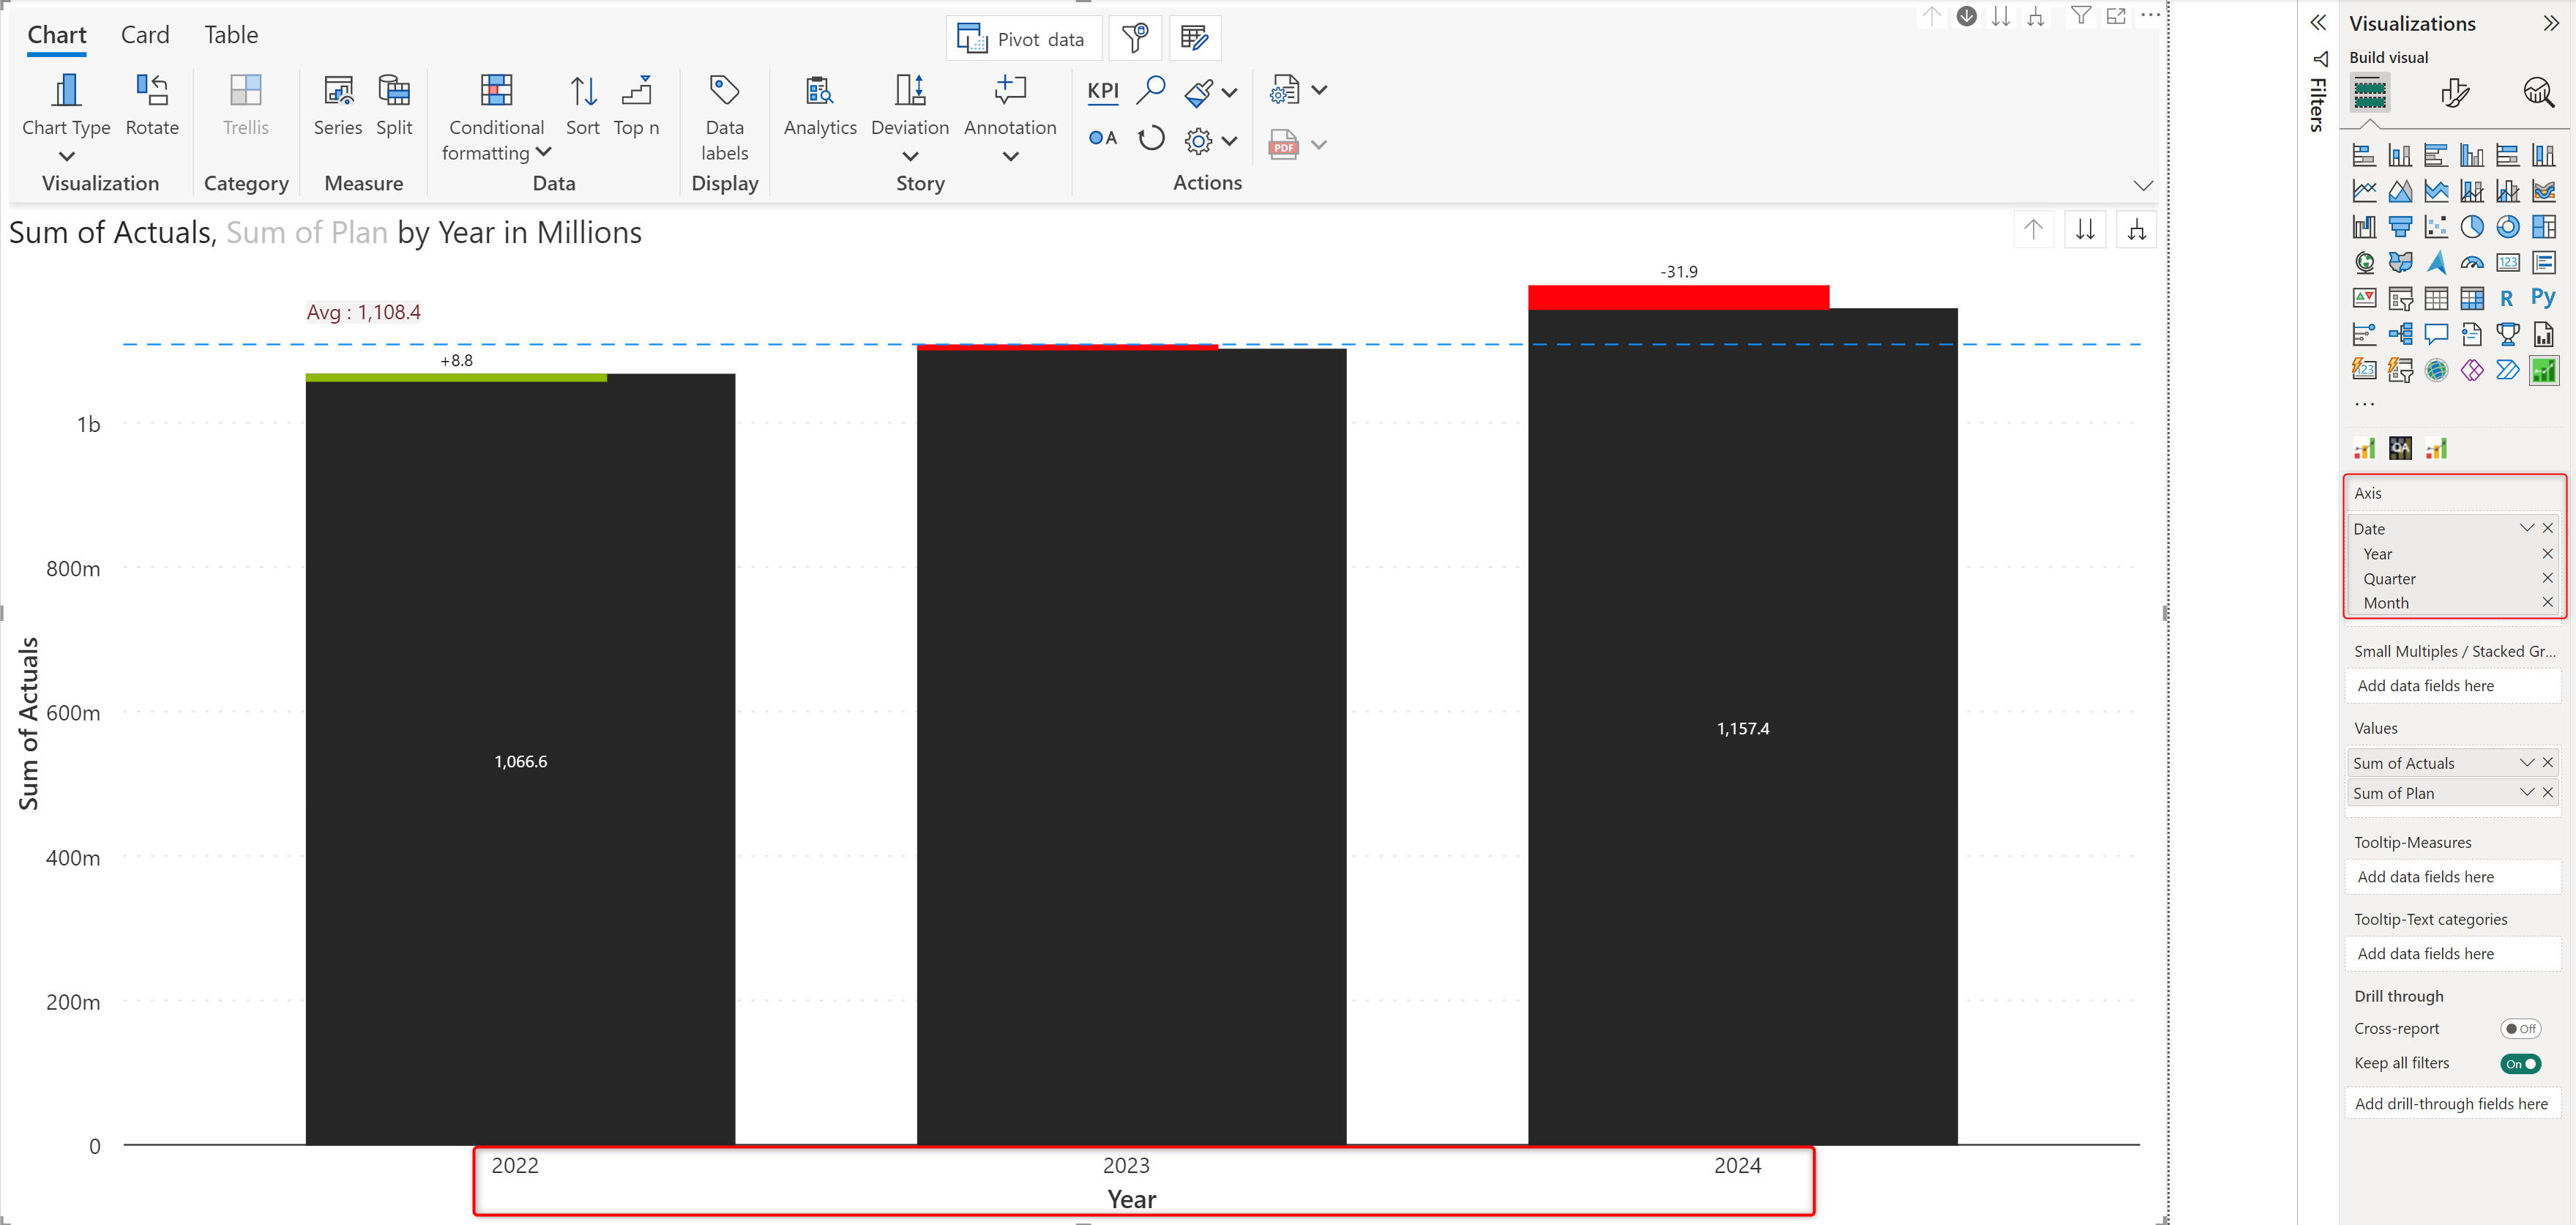 Chart Card Table
Pivot data
Chart Type Rotate
Visualization
Trellis
Category
Series Split
Measure
Conditional formatting
Sort Top n
Data
Data labels
Display
Analytics Deviation Annotation
Story
KPI
A
PDF
Actions
Sum of Actuals, Sum of Plan by Year in Millions
Avg : 1,108.4
+8.8
-31.9
1b
800m
600m
400m
200m
0
Sum of Actuals
1,066.6
1,157.4
2022 2023 2024
Year
Filters
Visualizations
Build visual
123
R Py
123
QA
Axis
Date
Year
Quarter
Month
Small Multiples / Stacked Gr...
Add data fields here
Values
Sum of Actuals
Sum of Plan
Tooltip-Measures
Add data fields here
Tooltip-Text categories
Add data fields here
Drill through
Cross-report Off
Keep all filters On
Add drill-through fields here